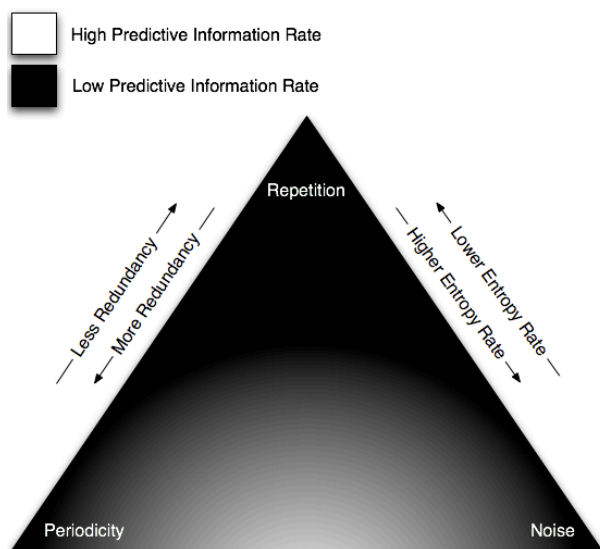 High Predictive Information Rate
Low Predictive Information Rate
Repetition
Less Redundancy
More Redundancy
Lower Entropy Rate
Higher Entropy Rate
Periodicity
Noise